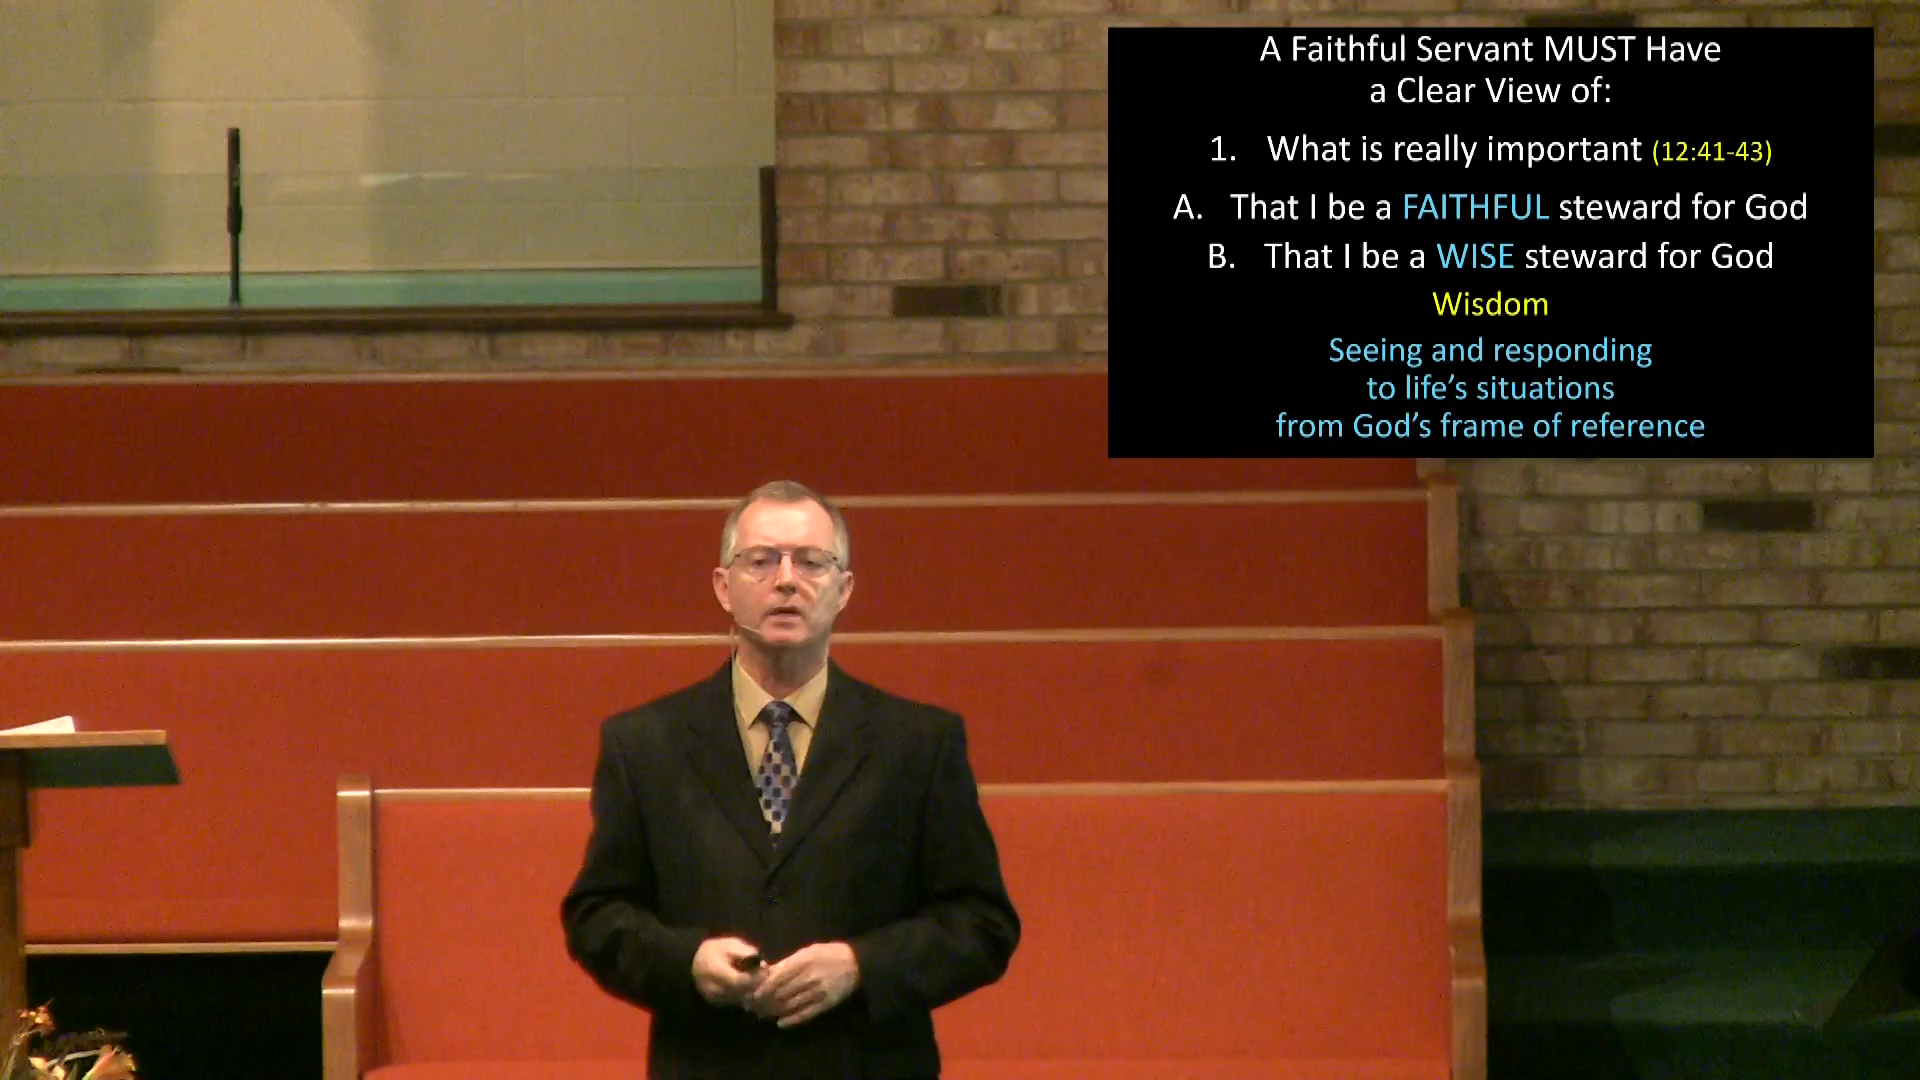 A Faithful Servant MUST Have
a Clear View of:
1. What is really important (12:41-43)
A. That I be a FAITHFUL steward for God
B. That I be a WISE steward for God
Wisdom
Seeing and responding
to life’s situations
from God’s frame of reference